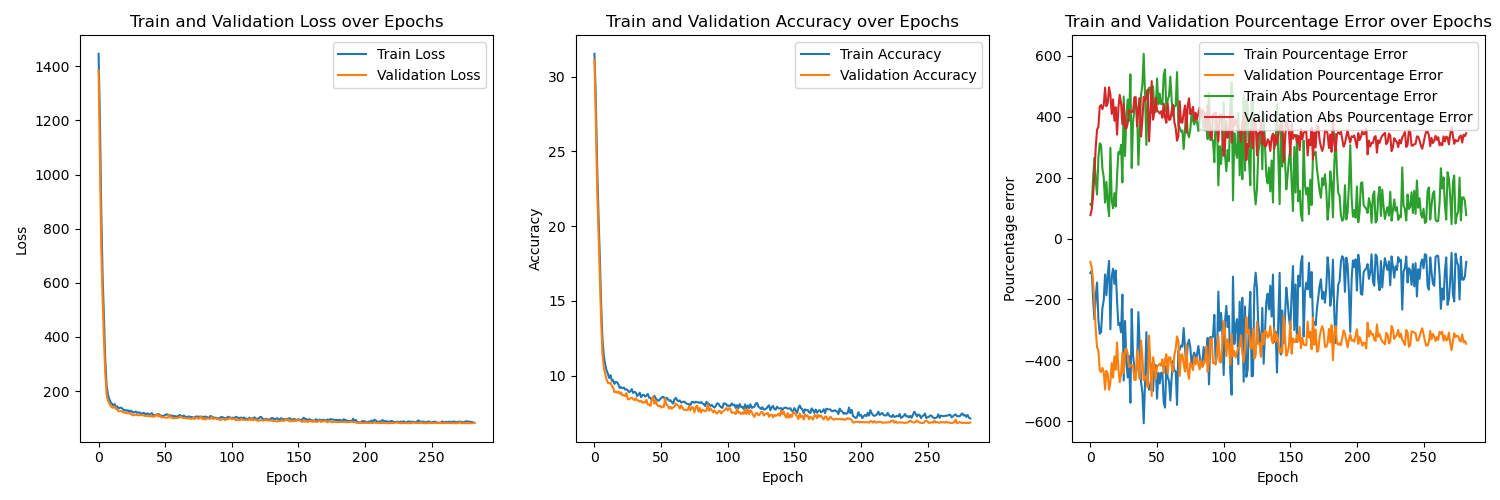 Train and Validation Loss over Epochs
Train Loss
Validation Loss
1400
1200
1000
800
600
400
200
Loss
0
50
100
150
200
250
Epoch
Train and Validation Accuracy over Epochs
Train Accuracy
Validation Accuracy
30
25
20
15
10
Accuracy
0
50
100
150
200
250
Epoch
Train and Validation Pourcentage Error over Epochs
Train Pourcentage Error
Validation Pourcentage Error
Train Abs Pourcentage Error
Validation Abs Pourcentage Error
600
400
200
0
−200
−400
−600
Pourcentage error
0
50
100
150
200
250
Epoch